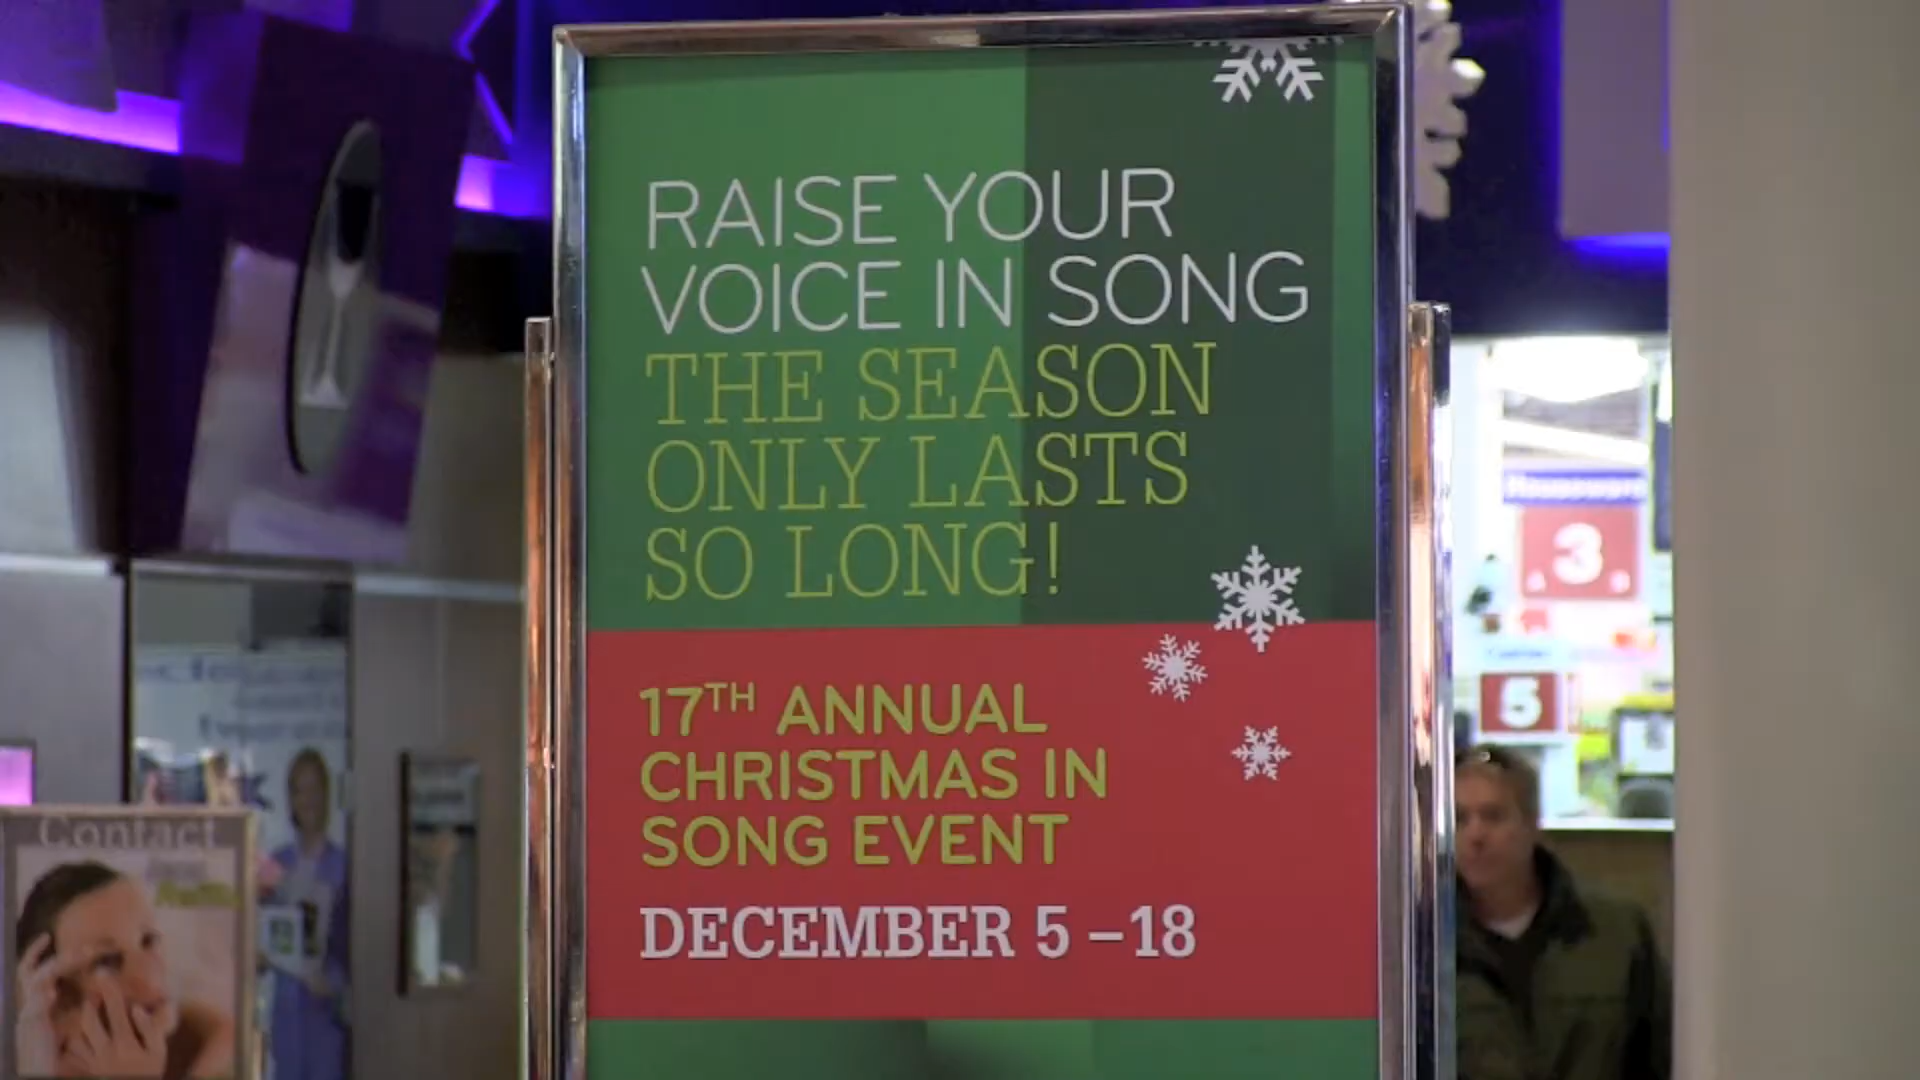 RAISE YOUR
VOICE IN SONG
THE SEASON
ONLY LASTS
SO LONG!
17TH ANNUAL
CHRISTMAS IN
SONG EVENT
DECEMBER 5 – 18
Contact
Housewares
3
5